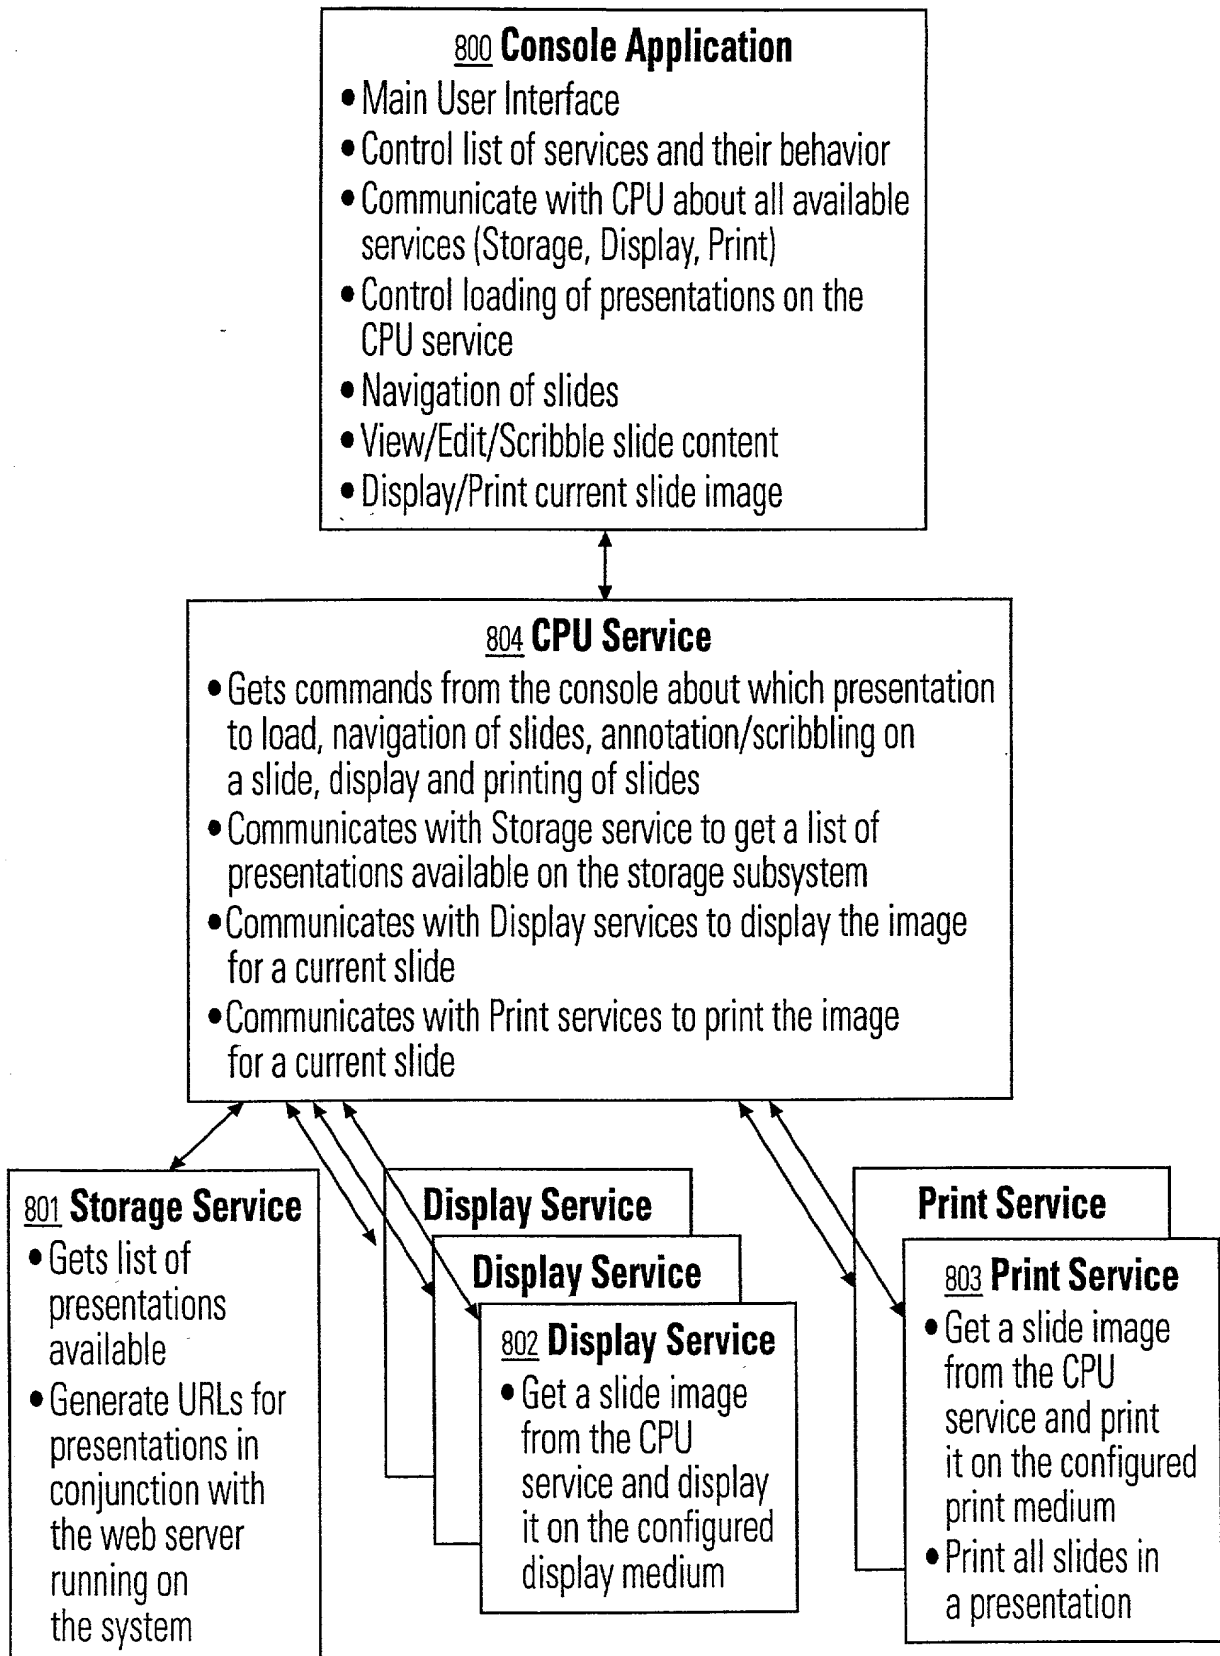 800 Console Application
• Main User Interface
• Control list of services and their behavior
• Communicate with CPU about all available
services (Storage, Display, Print)
• Control loading of presentations on the
CPU service
• Navigation of slides
• View/Edit/Scribble slide content
• Display/Print current slide image
804 CPU Service
• Gets commands from the console about which presentation
to load, navigation of slides, annotation/scribbling on
a slide, display and printing of slides
• Communicates with Storage service to get a list of
presentations available on the storage subsystem
• Communicates with Display services to display the image
for a current slide
• Communicates with Print services to print the image
for a current slide
801 Storage Service
• Gets list of
presentations
available
• Generate URLs for
presentations in
conjunction with
the web server
running on
the system
Display Service
Display Service
802 Display Service
• Get a slide image
from the CPU
service and display
it on the configured
display medium
Print Service
803 Print Service
• Get a slide image
from the CPU
service and print
it on the configured
print medium
• Print all slides in
a presentation